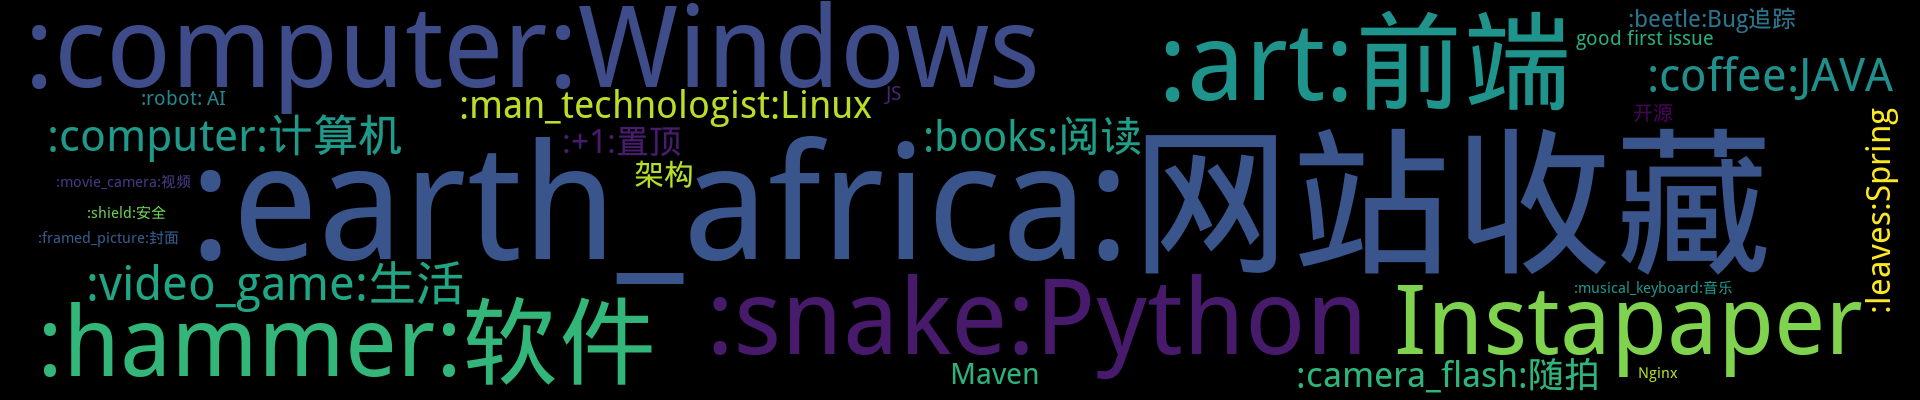 :computer:Windows
:art:前端
:beetle:Bug追踪
good first issue
:coffee:JAVA
:robot: AI
:man_technologist:Linux
JS
开源
:computer:计算机
:+1:置顶
:books:阅读
:leaves:Spring
:movie_camera:视频
架构
:earth_africa:网站收藏
:shield:安全
:framed_picture:封面
:video_game:生活
:snake:Python
:musical_keyboard:音乐
Instapaper
:hammer:软件
Maven
:camera_flash:随拍
Nginx